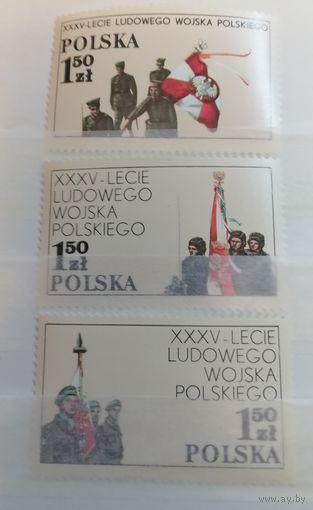 XXXV-LECIE LUDOWEGO WOJSKA POLSKIEGO
POLSKA
1 50 zł
XXXV-LECIE
LUDOWEGO
WOJSKA
POLSKIEGO
1 50 zł
POLSKA
XXXV-LECIE
LUDOWEGO
WOJSKA
POLSKIEGO
1 50 zł
POLSKA
www.ay.by